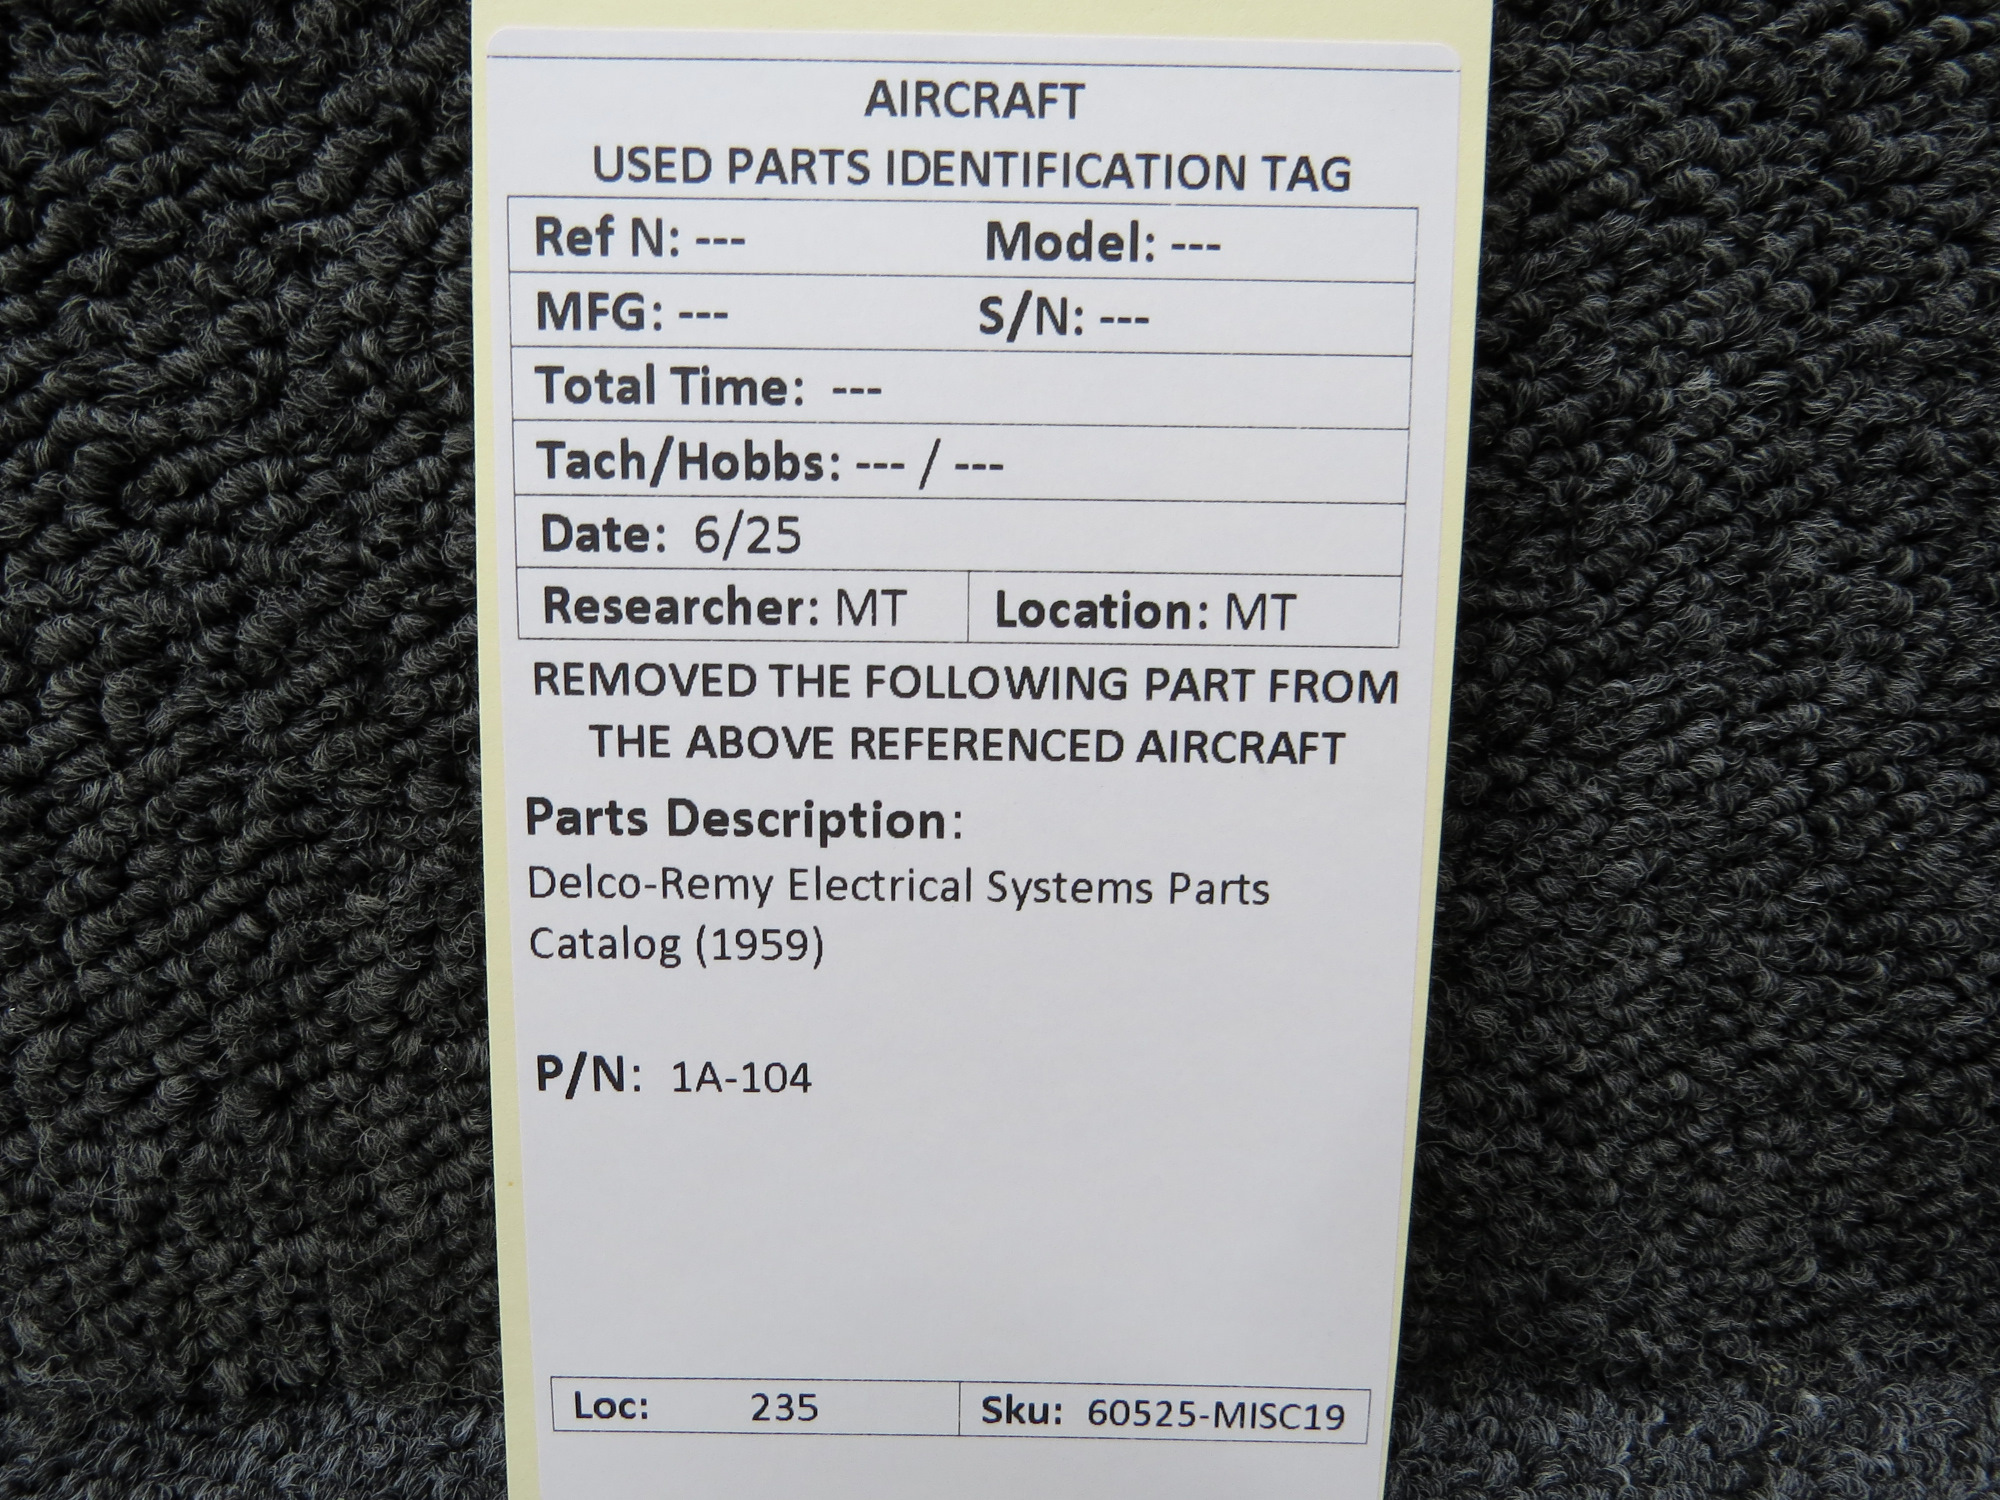 AIRCRAFT
USED PARTS IDENTIFICATION TAG
Ref N: --- Model: ---
MFG: --- S/N: ---
Total Time: ---
Tach/Hobbs: --- / ---
Date: 6/25
Researcher: MT Location: MT
REMOVED THE FOLLOWING PART FROM
THE ABOVE REFERENCED AIRCRAFT
Parts Description:
Delco-Remy Electrical Systems Parts
Catalog (1959)
P/N: 1A-104
Loc: 235 Sku: 60525-MISC19